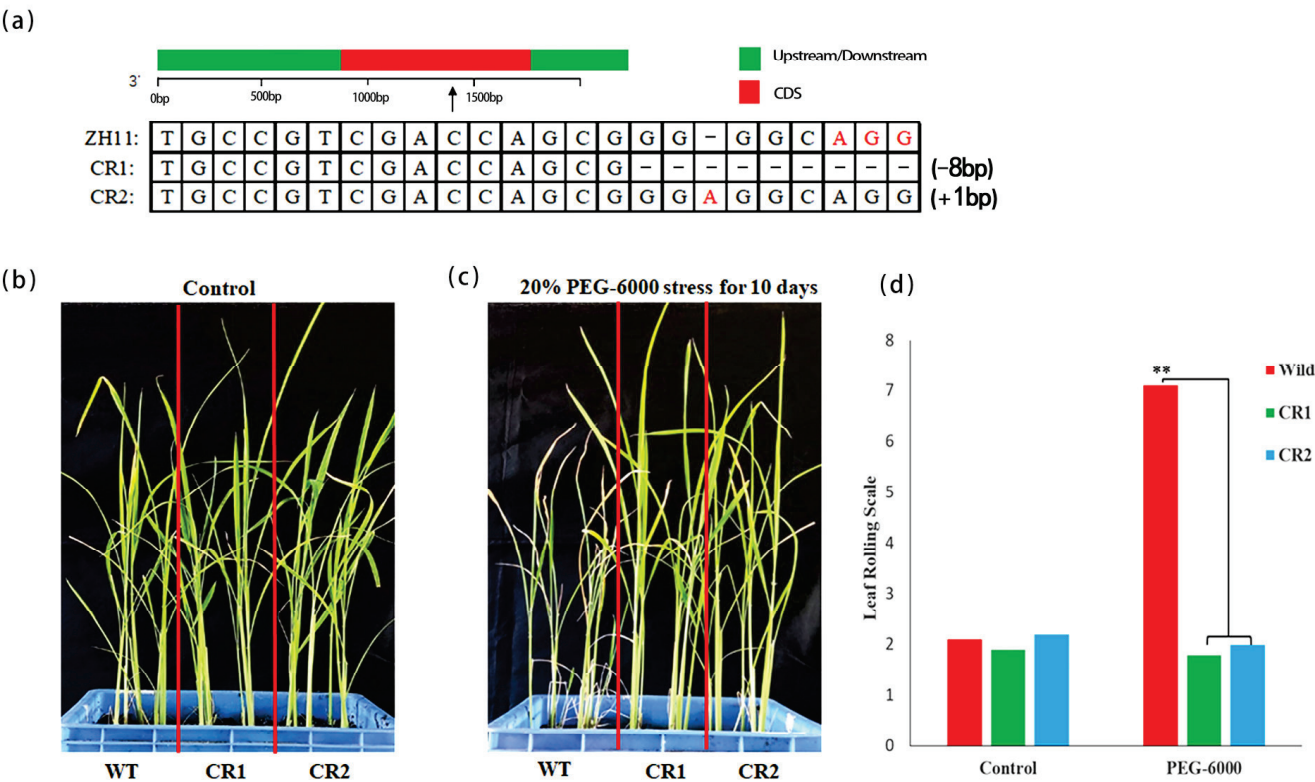 (a)
Upstream/Downstream
CDS
3'
0bp 500bp 1000bp 1500bp
ZH11: T G C C G T C G A C C A G C G G G - G G C A G G
CR1: T G C C G T C G A C C A G C G - - - - - - - - - (-8bp)
CR2: T G C C G T C G A C C A G C G G G A G G C A G G (+1bp)
(b)
Control
WT CR1 CR2
(c)
20% PEG-6000 stress for 10 days
WT CR1 CR2
(d)
Leaf Rolling Scale
8
7
6
5
4
3
2
1
0
**
Control PEG-6000
Wild
CR1
CR2